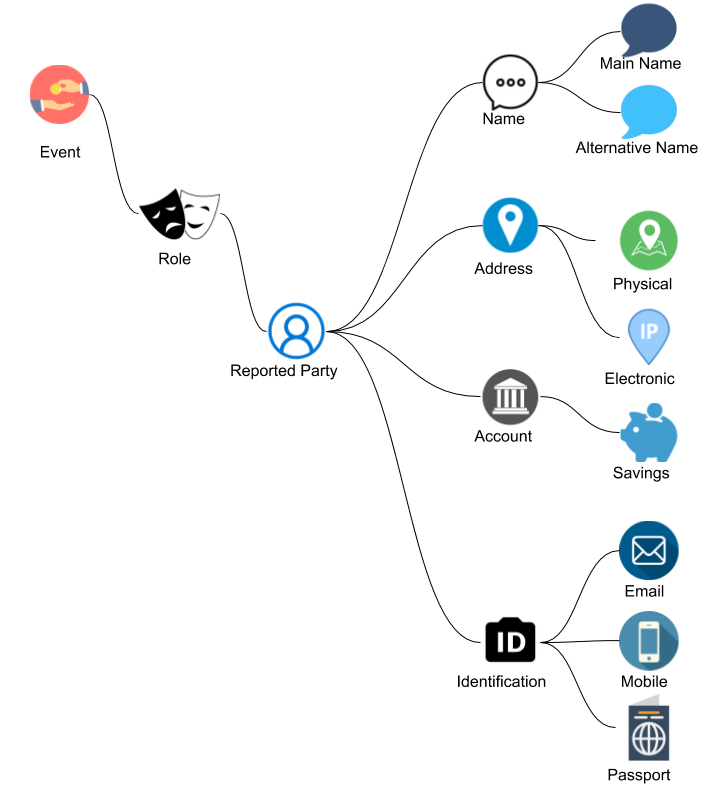 Main Name
Name
Alternative Name
Event
Role
Address
Physical
IP
Reported Party
Electronic
Account
Savings
Email
ID
Identification
Mobile
Passport